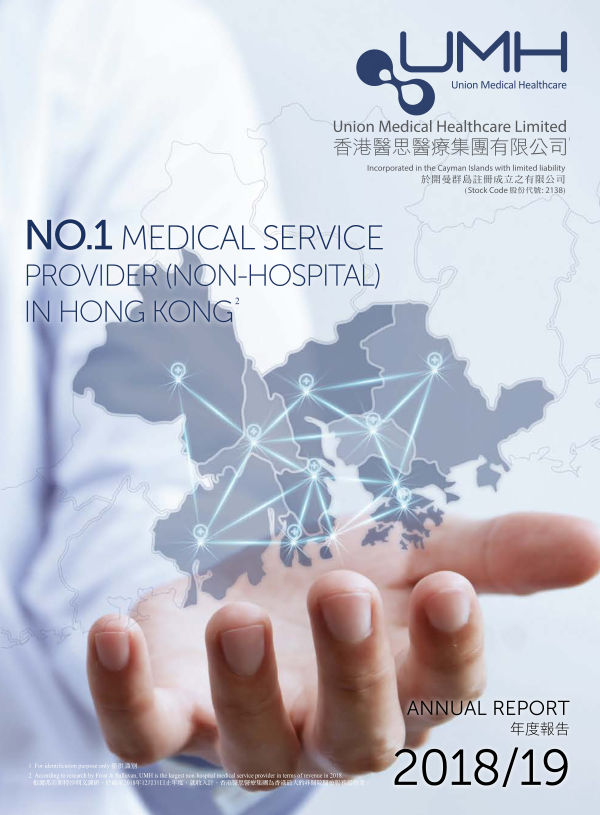 UMH
Union Medical Healthcare
Union Medical Healthcare Limited
香港醫思醫療集團有限公司1
Incorporated in the Cayman Islands with limited liability
於開曼群島註冊成立之有限公司
(Stock Code 股份代號: 2138)
NO.1 MEDICAL SERVICE
PROVIDER (NON-HOSPITAL)
IN HONG KONG2
ANNUAL REPORT
年度報告
2018/19
1 For identification purpose only 僅供識別
2 According to research by Frost & Sullivan, UMH is the largest non-hospital medical service provider in terms of revenue in 2018.